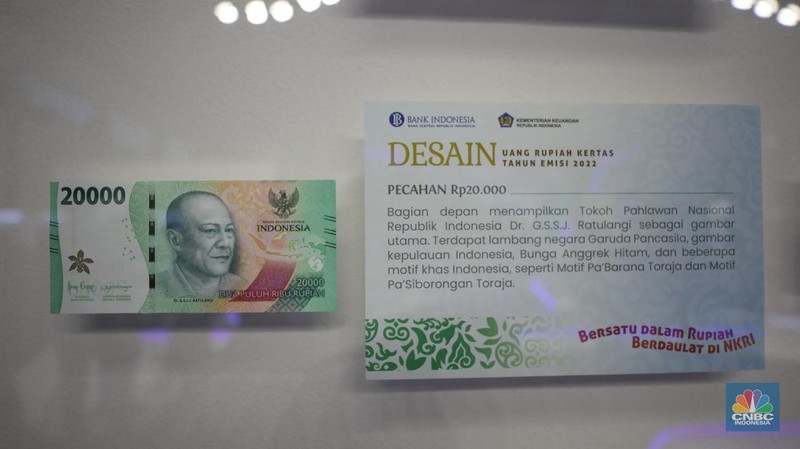 20000
INDONESIA
20000
DUA PULUH RIBU RUPIAH
BANK INDONESIA
BANK CENTRAL REPUBLIK INDONESIA
KEMENTERIAN KEUANGAN
REPUBLIK INDONESIA
DESAIN UANG RUPIAH KERTAS
TAHUN EMISI 2022
PECAHAN Rp20.000
Bagian depan menampilkan Tokoh Pahlawan Nasional
Republik Indonesia Dr. G.S.S.J. Ratulangi sebagai gambar
utama. Terdapat lambang negara Garuda Pancasila, gambar
kepulauan Indonesia, Bunga Anggrek Hitam, dan beberapa
motif khas Indonesia, seperti Motif Pa'Barana Toraja dan Motif
Pa'Siborongan Toraja.
BERSATU DALAM RUPIAH
BERDAULAT DI NKRI
CNBC
INDONESIA